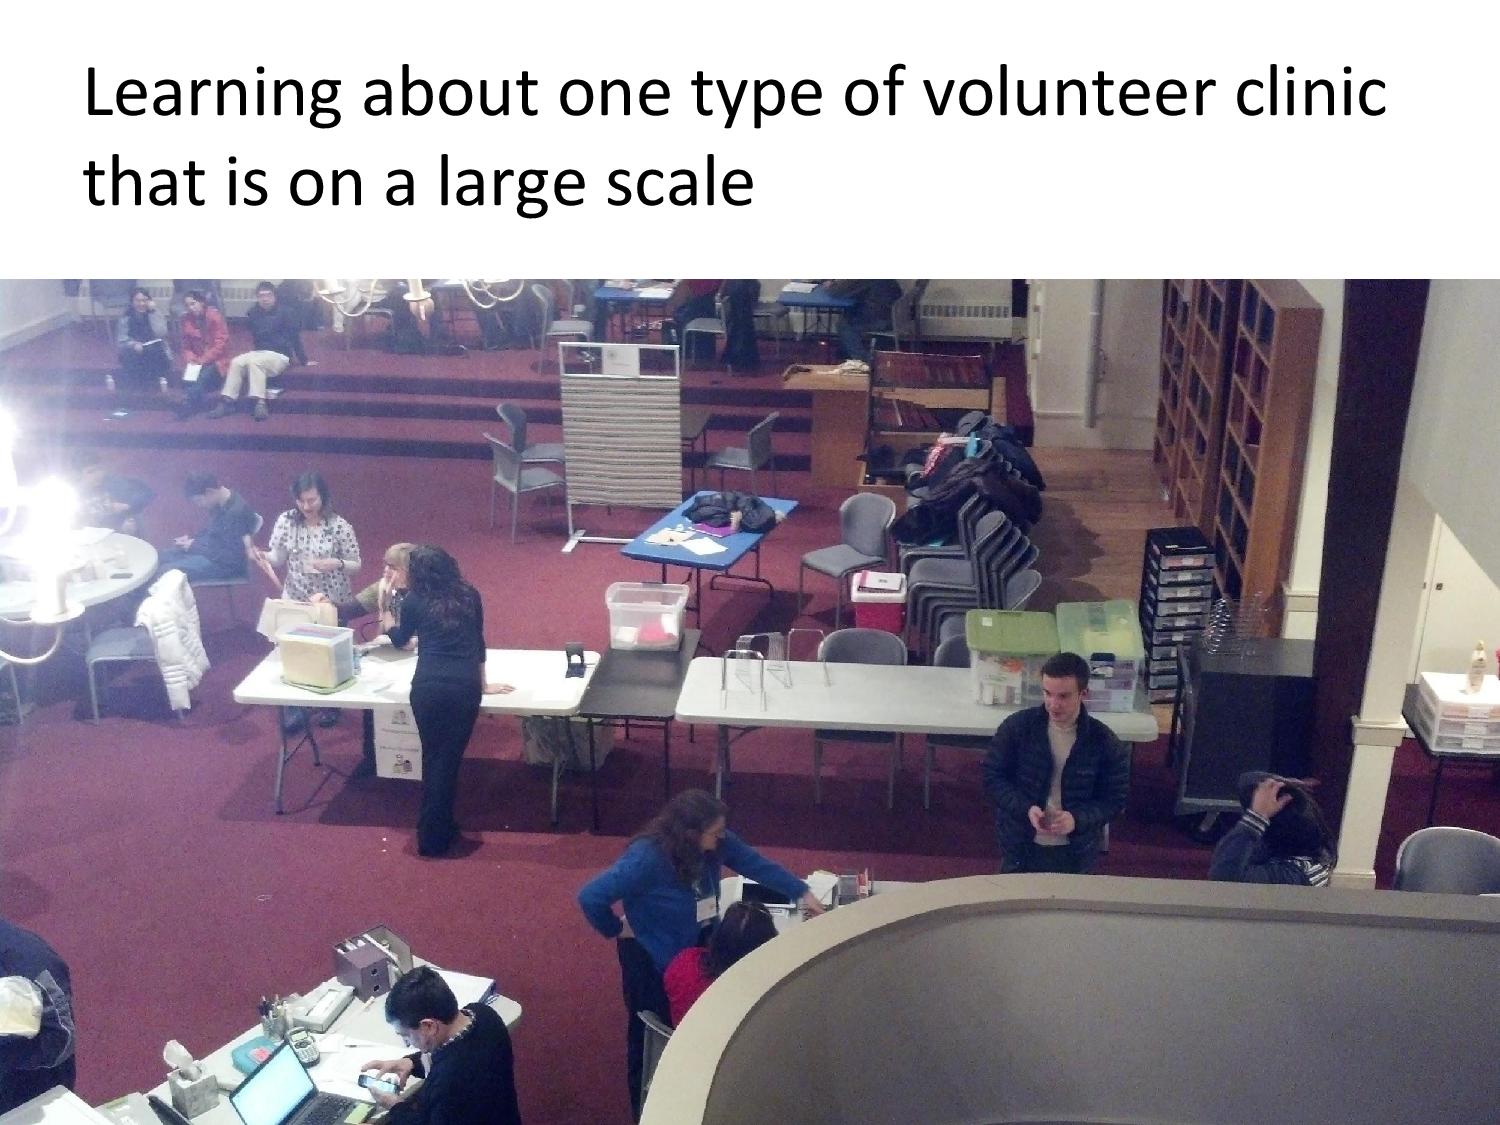 Learning about one type of volunteer clinic
that is on a large scale